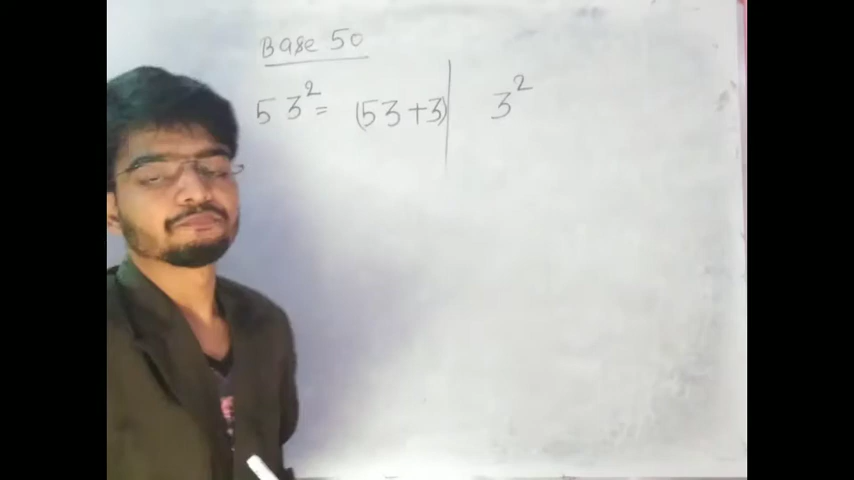 Base 50
53² = (53+3) | 3²